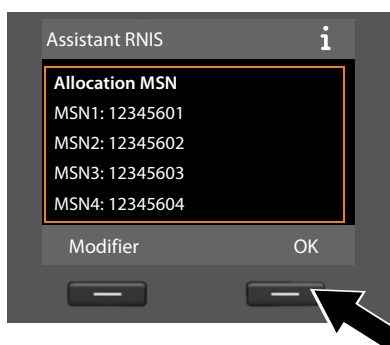 Assistant RNIS i
Allocation MSN
MSN1: 12345601
MSN2: 12345602
MSN3: 12345603
MSN4: 12345604
Modifier OK